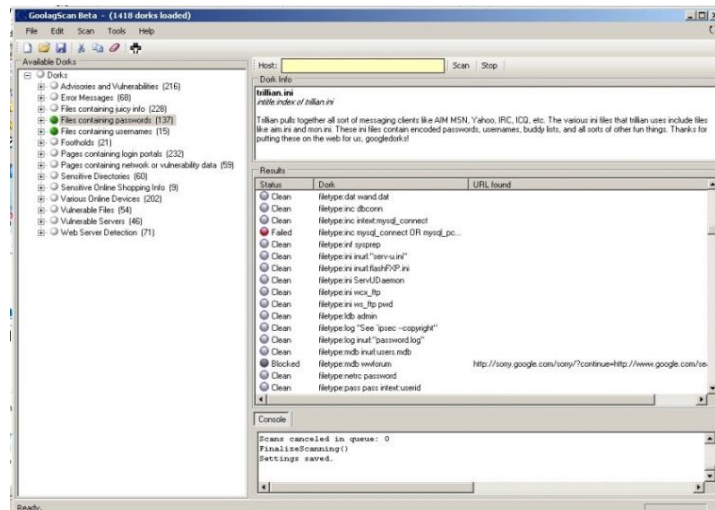 GoolagScan Beta - (1418 dorks loaded)
File Edit Scan Tools Help
Available Dorks
Dorks
Advisories and Vulnerabilities (216)
Error Messages (68)
Files containing juicy info (228)
Files containing passwords (137)
Files containing usernames (15)
Footholds (21)
Pages containing login portals (232)
Pages containing network or vulnerability data (59)
Sensitive Directories (60)
Sensitive Online Shopping Info (9)
Various Online Devices (202)
Vulnerable Files (54)
Vulnerable Servers (46)
Web Server Detection (71)
Host: Scan Stop
Dork Info
trillian.ini
intitle:index.of trillian.ini
Trillian pulls together all sort of messaging clients like AIM MSN, Yahoo, IRC, ICQ, etc. The various ini files that trillian uses include files
like aim.ini and msn.ini. These ini files contain encoded passwords, usernames, buddy lists, and all sorts of other fun things. Thanks for
putting these on the web for us, googledorks!
Results
Status Dork URL found
Clean filetype:dat wand.dat
Clean filetype:inc dbconn
Clean filetype:inc intext:mysql_connect
Failed filetype:inc mysql_connect OR mysql_pc...
Clean filetype:inf sysprep
Clean filetype:ini inurl:"serv-u.ini"
Clean filetype:ini inurl:flashFXP.ini
Clean filetype:ini ServUDaemon
Clean filetype:ini wcx_ftp
Clean filetype:ini ws_ftp pwd
Clean filetype:ldb admin
Clean filetype:log "See `ipsec --copyright"
Clean filetype:log inurl:"password.log"
Clean filetype:mdb inurl:users.mdb
Blocked filetype:mdb wwforum http://sorry.google.com/sorry/?continue=http://www.google.com/se
Clean filetype:netrc password
Clean filetype:pass pass intext:userid
Console
Scans canceled in queue: 0
FinalizeScanning()
Settings saved.
Ready.